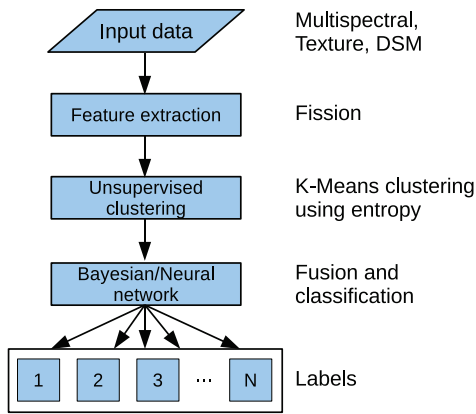 Input data
Multispectral,
Texture, DSM
Feature extraction
Fission
Unsupervised
clustering
K-Means clustering
using entropy
Bayesian/Neural
network
Fusion and
classification
1 2 3 ... N
Labels